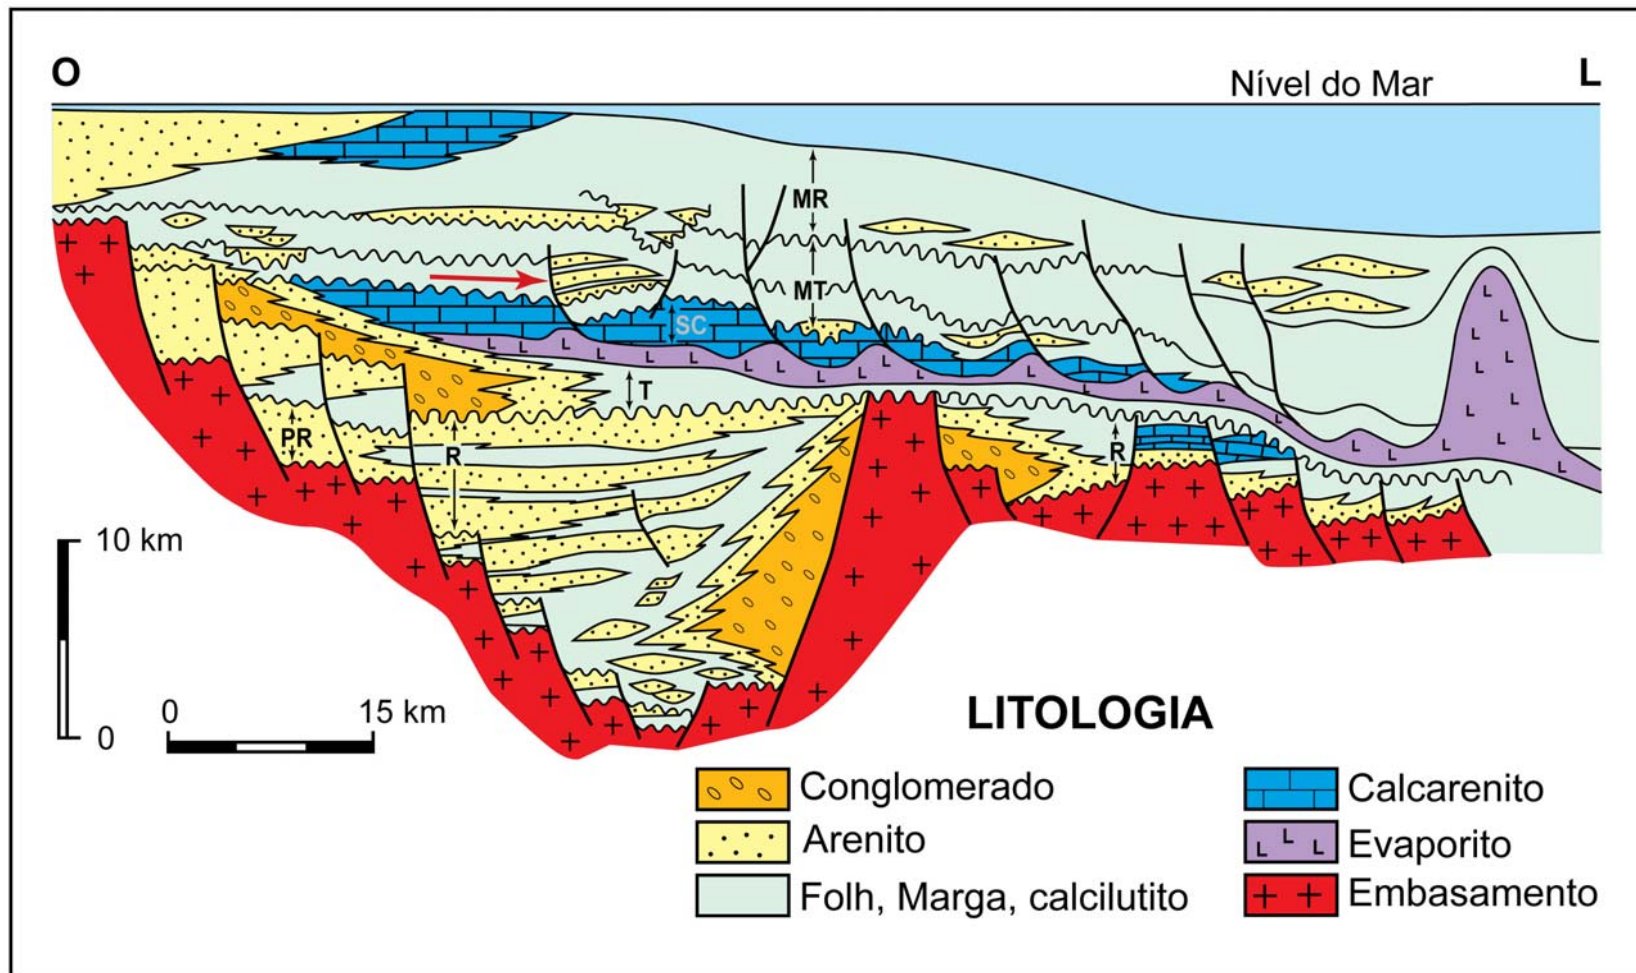 O
L
Nível do Mar
MR
MT
SC
T
PR
R
R
L L L L L L L L L L L L L L L L L L L L L L L L L L L
10 km
0
0
15 km
LITOLOGIA
Conglomerado
Calcarenito
Arenito
L L L
Evaporito
Folh, Marga, calcilutito
Embasamento